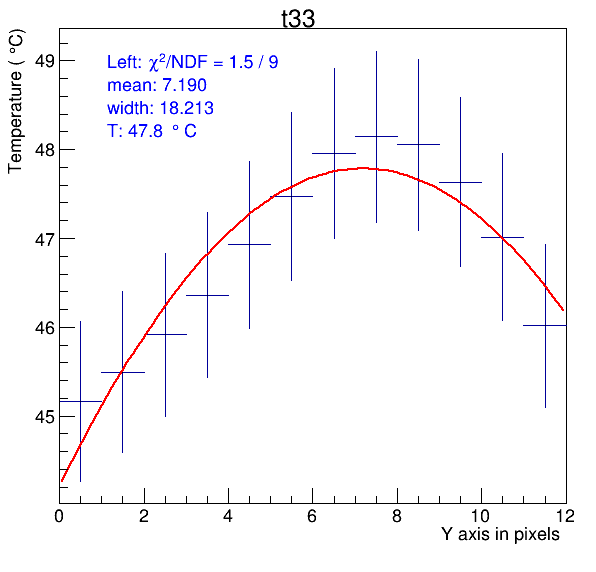 t33
Temperature ( °C)
Left: χ²/NDF = 1.5 / 9
mean: 7.190
width: 18.213
T: 47.8 ° C
49
48
47
46
45
0 2 4 6 8 10 12
Y axis in pixels